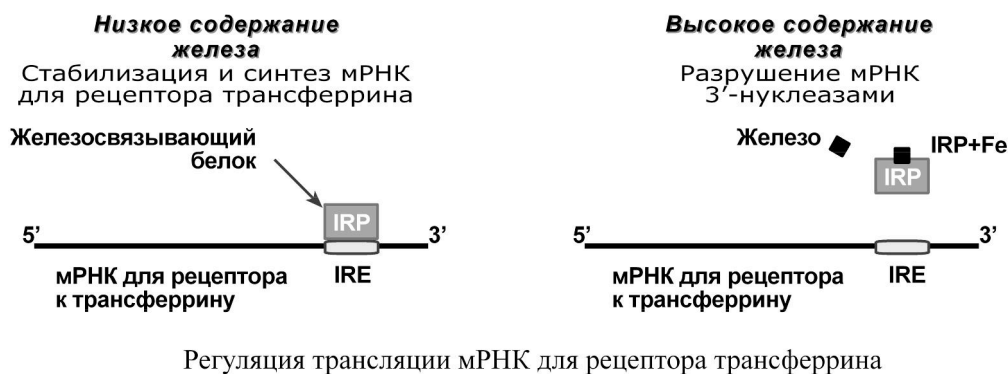 Низкое содержание
железа
Стабилизация и синтез мРНК
для рецептора трансферрина
Железосвязывающий
белок
IRP
5’
3’
мРНК для рецептора
к трансферрину
IRE
Высокое содержание
железа
Разрушение мРНК
3’-нуклеазами
Железо
IRP+Fe
IRP
5’
3’
мРНК для рецептора
к трансферрину
IRE
Регуляция трансляции мРНК для рецептора трансферрина